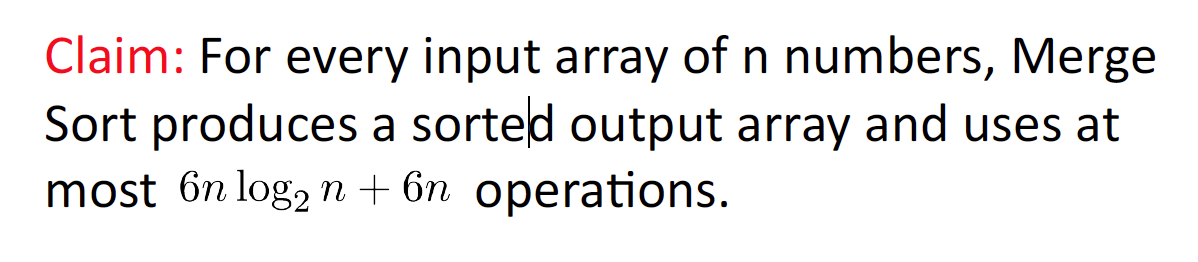 Claim: For every input array of n numbers, Merge
Sort produces a sorted output array and uses at
most 6n log₂ n + 6n operations.